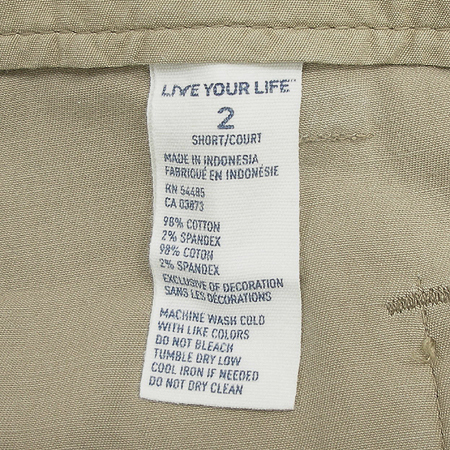 LIVE YOUR LIFE™
2
SHORT/COURT
MADE IN INDONESIA
FABRIQUÉ EN INDONÉSIE
RN 54485
CA 03873
98% COTTON
2% SPANDEX
98% COTON
2% SPANDEX
EXCLUSIVE OF DECORATION
SANS LES DÉCORATIONS
MACHINE WASH COLD
WITH LIKE COLORS
DO NOT BLEACH
TUMBLE DRY LOW
COOL IRON IF NEEDED
DO NOT DRY CLEAN